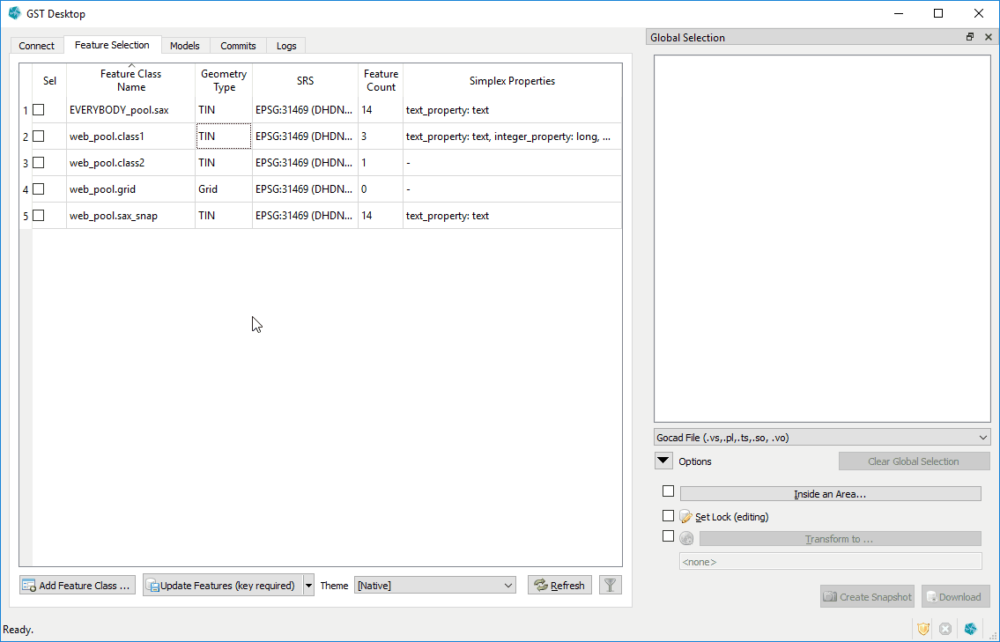 GST Desktop
Connect Feature Selection Models Commits Logs
Sel Feature Class Name Geometry Type SRS Feature Count Simplex Properties
1 EVERYBODY_pool.sax TIN EPSG:31469 (DHDN... 14 text_property: text
2 web_pool.class1 TIN EPSG:31469 (DHDN... 3 text_property: text, integer_property: long, ...
3 web_pool.class2 TIN EPSG:31469 (DHDN... 1 -
4 web_pool.grid Grid EPSG:31469 (DHDN... 0 -
5 web_pool.sax_snap TIN EPSG:31469 (DHDN... 14 text_property: text
Add Feature Class ... Update Features (key required) Theme [Native] Refresh
Global Selection
Gocad File (.vs,.pl,.ts,.so, .vo)
Options Clear Global Selection
Inside an Area...
Set Lock (editing)
Transform to ...
<none>
Create Snapshot Download
Ready.